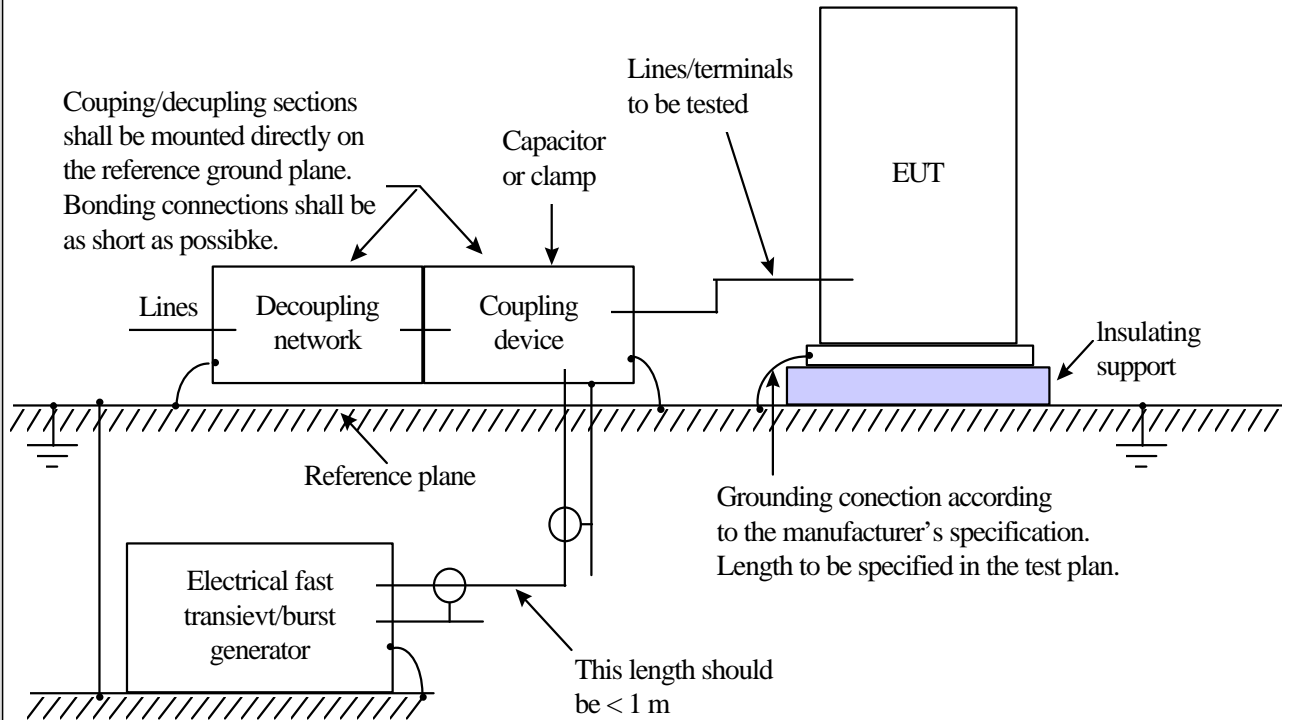 Lines/terminals
to be tested
Couping/decupling sections
shall be mounted directly on
the reference ground plane.
Bonding connections shall be
as short as possibke.
Capacitor
or clamp
EUT
Lines
Decoupling
network
Coupling
device
lnsulating
support
Reference plane
Grounding conection according
to the manufacturer’s specification.
Length to be specified in the test plan.
Electrical fast
transievt/burst
generator
This length should
be < 1 m